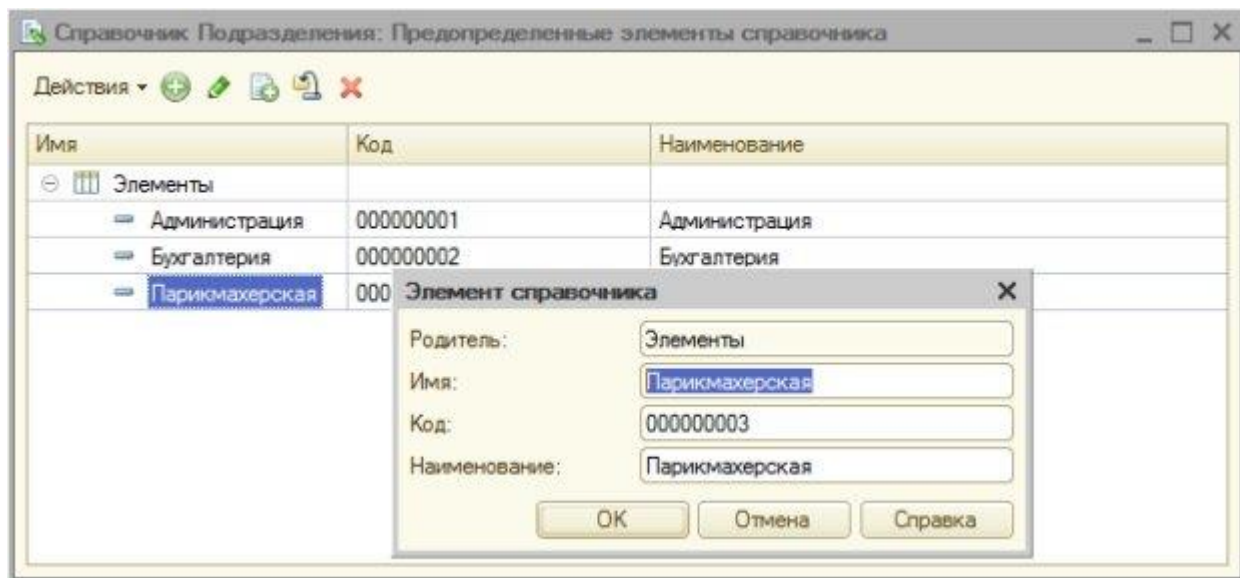 Справочник Подразделения: Предопределенные элементы справочника
Действия
Имя Код Наименование
Элементы
Администрация 000000001 Администрация
Бухгалтерия 000000002 Бухгалтерия
Парикмахерская 000
Элемент справочника
Родитель: Элементы
Имя: Парикмахерская
Код: 000000003
Наименование: Парикмахерская
OK Отмена Справка